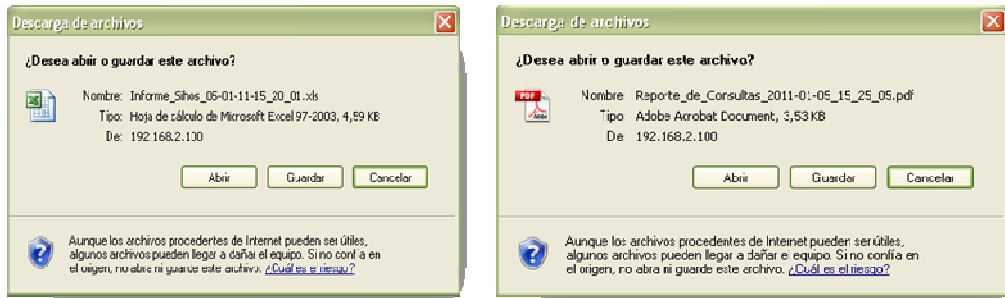 Descarga de archivos
¿Desea abrir o guardar este archivo?
Nombre: Informe_Sihos_06-01-11-15_20_01.xls
Tipo: Hoja de cálculo de Microsoft Excel 97-2003, 4,59 KB
De: 192.168.2.100
Abrir
Guardar
Cancelar
Aunque los archivos procedentes de Internet pueden ser útiles,
algunos archivos pueden llegar a dañar el equipo. Si no confía en
el origen, no abra ni guarde este archivo. ¿Cuál es el riesgo?
Descarga de archivos
¿Desea abrir o guardar este archivo?
PDF
Adobe
Nombre: Reporte_de_Consultas_2011-01-05_15_25_05.pdf
Tipo: Adobe Acrobat Document, 3,53 KB
De: 192.168.2.100
Abrir
Guardar
Cancelar
Aunque los archivos procedentes de Internet pueden ser útiles,
algunos archivos pueden llegar a dañar el equipo. Si no confía en
el origen, no abra ni guarde este archivo. ¿Cuál es el riesgo?